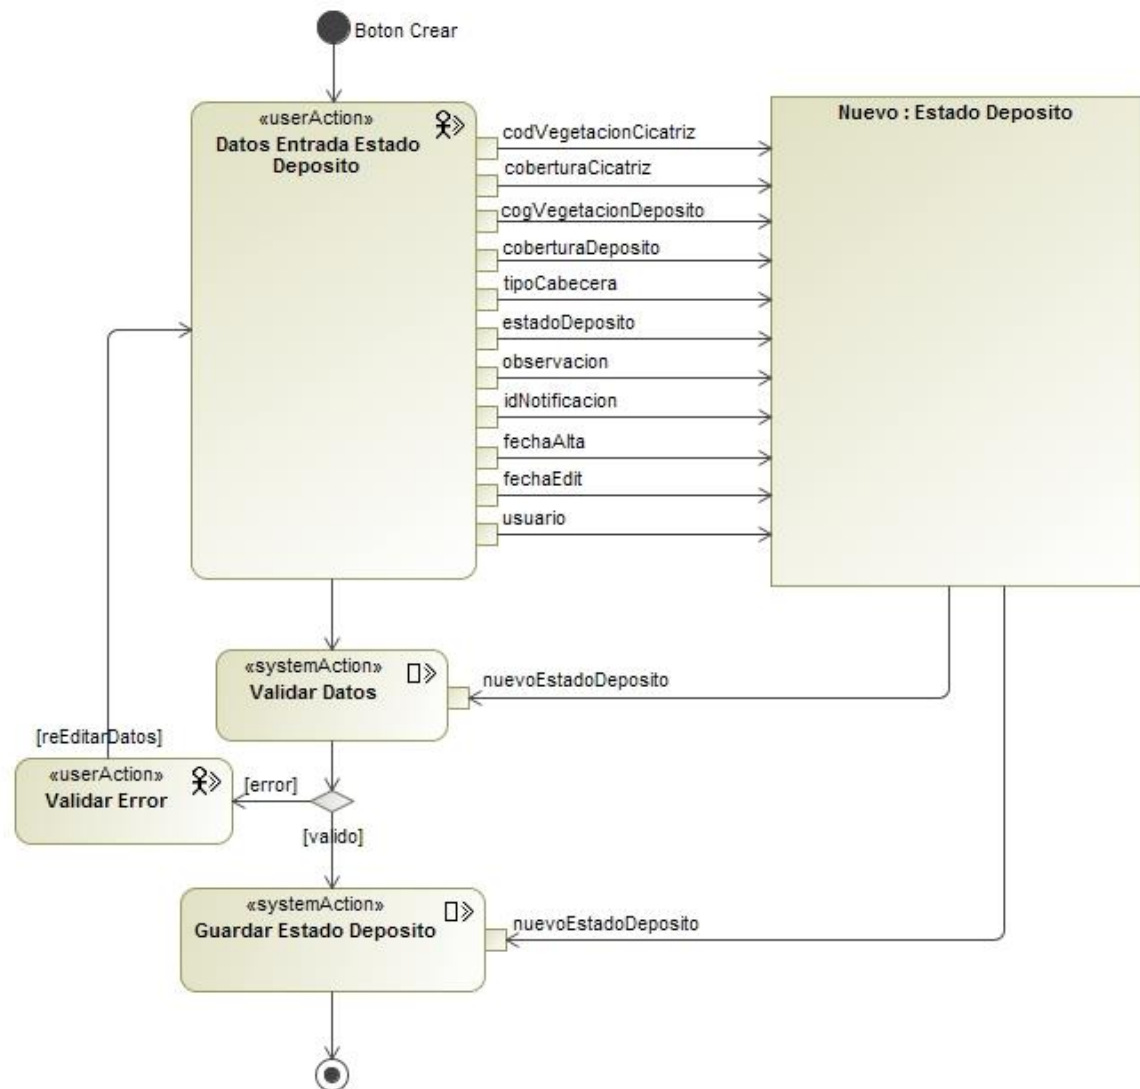 Boton Crear
«userAction»
Datos Entrada Estado
Deposito
codVegetacionCicatriz
coberturaCicatriz
cogVegetacionDeposito
coberturaDeposito
tipoCabecera
estadoDeposito
observacion
idNotificacion
fechaAlta
fechaEdit
usuario
Nuevo : Estado Deposito
«systemAction»
Validar Datos
nuevoEstadoDeposito
[reEditarDatos]
«userAction»
Validar Error
[error]
[valido]
«systemAction»
Guardar Estado Deposito
nuevoEstadoDeposito